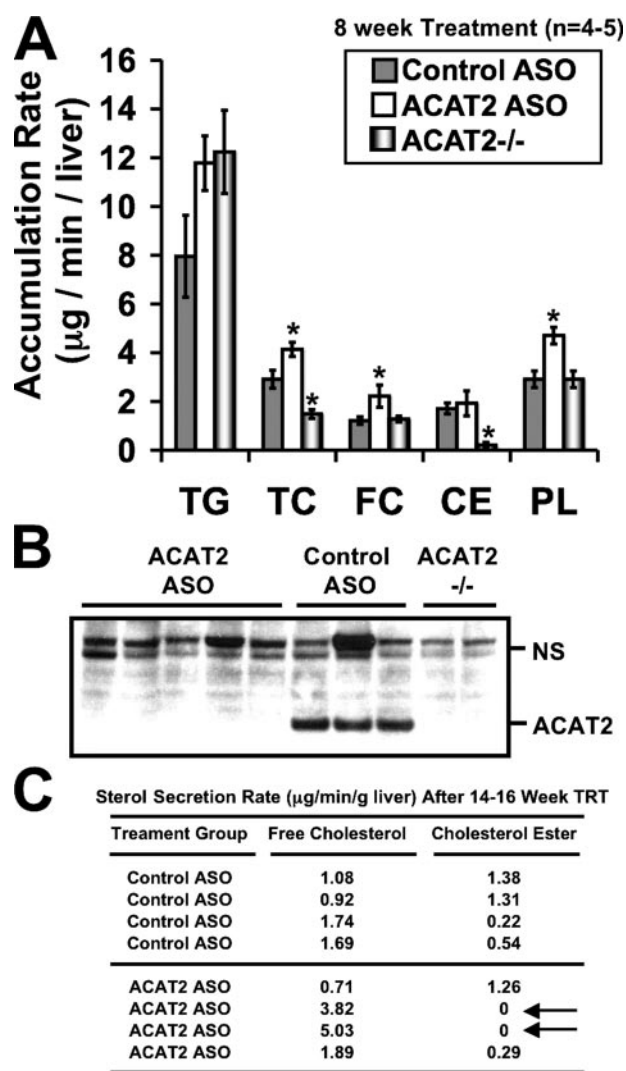 A
8 week Treatment (n=4-5)
Control ASO
ACAT2 ASO
ACAT2-/-
Accumulation Rate
(μg / min / liver)
16
14
12
10
8
6
4
2
0
* * * * *
TG TC FC CE PL
B
ACAT2 ASO
Control ASO
ACAT2 -/-
NS
ACAT2
C
Sterol Secretion Rate (μg/min/g liver) After 14-16 Week TRT
Treament Group Free Cholesterol Cholesterol Ester
Control ASO 1.08 1.38
Control ASO 0.92 1.31
Control ASO 1.74 0.22
Control ASO 1.69 0.54
ACAT2 ASO 0.71 1.26
ACAT2 ASO 3.82 0
ACAT2 ASO 5.03 0
ACAT2 ASO 1.89 0.29